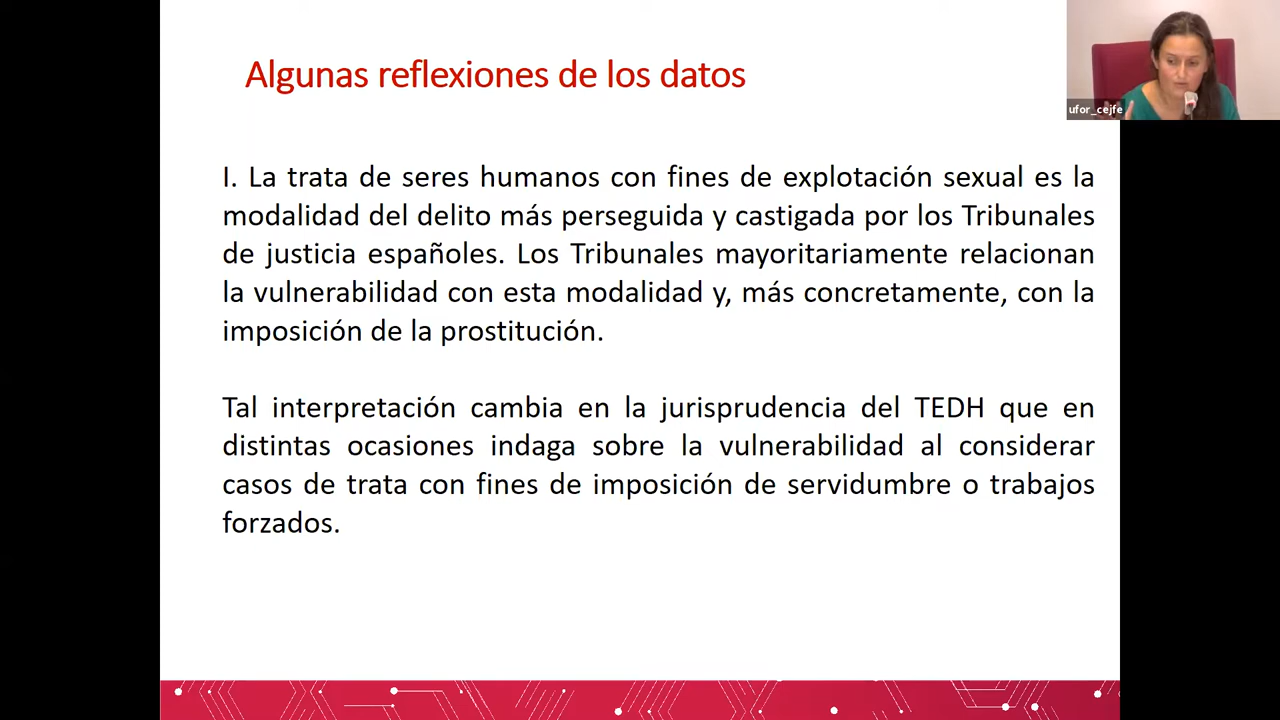 Algunas reflexiones de los datos
ufor_cejfe
I. La trata de seres humanos con fines de explotación sexual es la
modalidad del delito más perseguida y castigada por los Tribunales
de justicia españoles. Los Tribunales mayoritariamente relacionan
la vulnerabilidad con esta modalidad y, más concretamente, con la
imposición de la prostitución.
Tal interpretación cambia en la jurisprudencia del TEDH que en
distintas ocasiones indaga sobre la vulnerabilidad al considerar
casos de trata con fines de imposición de servidumbre o trabajos
forzados.